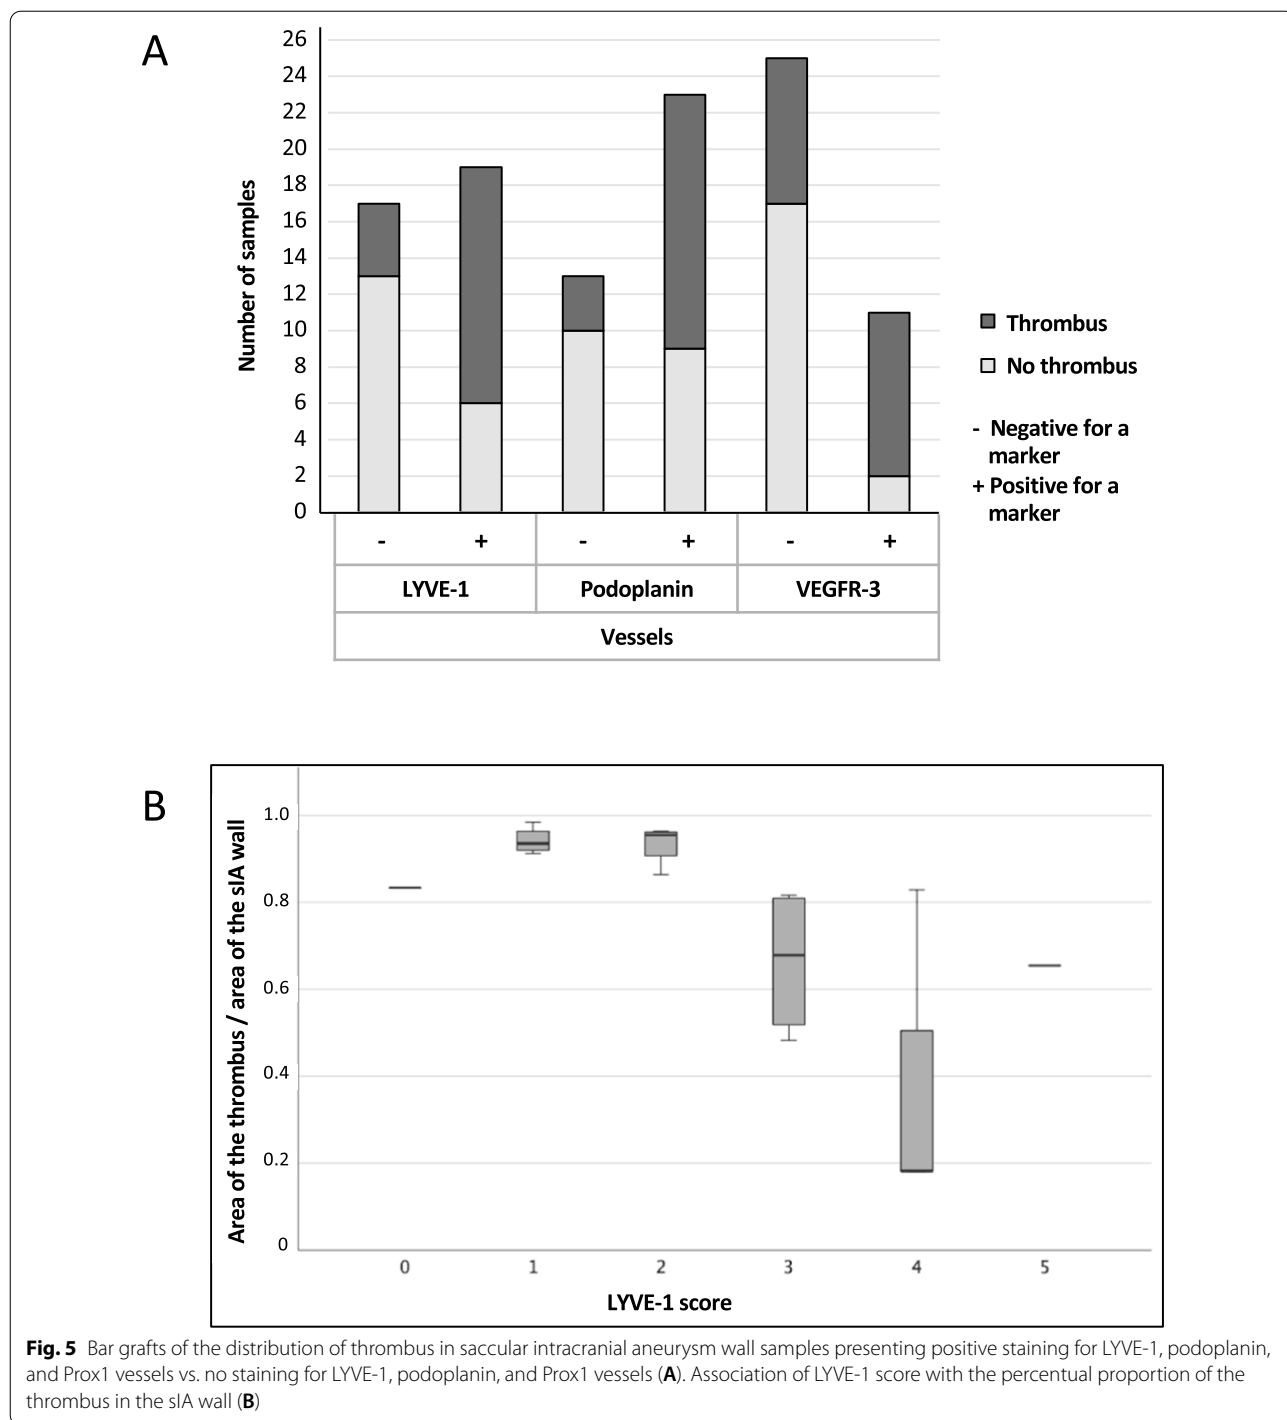 A
26
24
22
20
18
16
14
12
10
8
6
4
2
0
Number of samples
- + - + - +
LYVE-1 Podoplanin VEGFR-3
Vessels
Thrombus
No thrombus
- Negative for a
marker
+ Positive for a
marker
B
1.0
0.8
0.6
0.4
0.2
0
Area of the thrombus / area of the sIA wall
0 1 2 3 4 5
LYVE-1 score
Fig. 5 Bar grafts of the distribution of thrombus in saccular intracranial aneurysm wall samples presenting positive staining for LYVE-1, podoplanin,
and Prox1 vessels vs. no staining for LYVE-1, podoplanin, and Prox1 vessels (A). Association of LYVE-1 score with the percentual proportion of the
thrombus in the sIA wall (B)